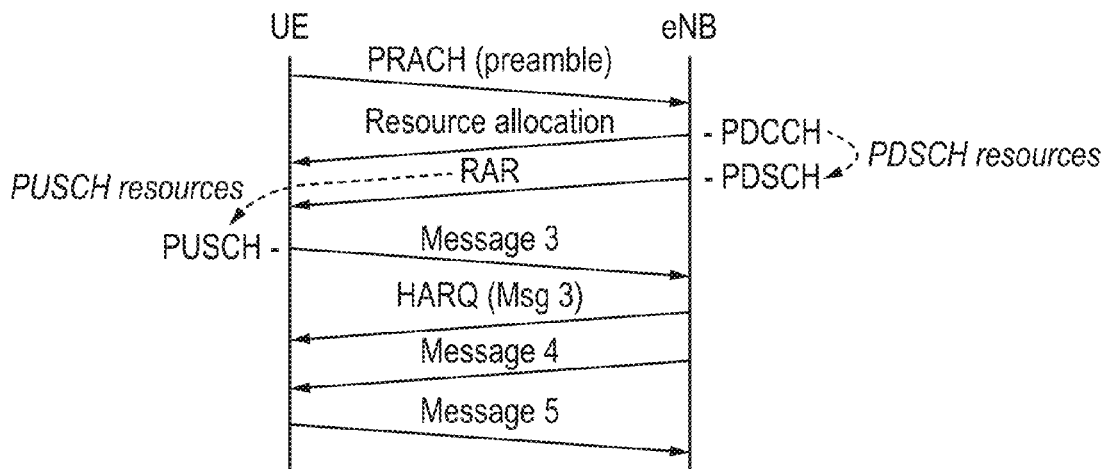 UE eNB
PRACH (preamble)
Resource allocation - PDCCH
PDSCH resources
PUSCH resources RAR - PDSCH
PUSCH - Message 3
HARQ (Msg 3)
Message 4
Message 5